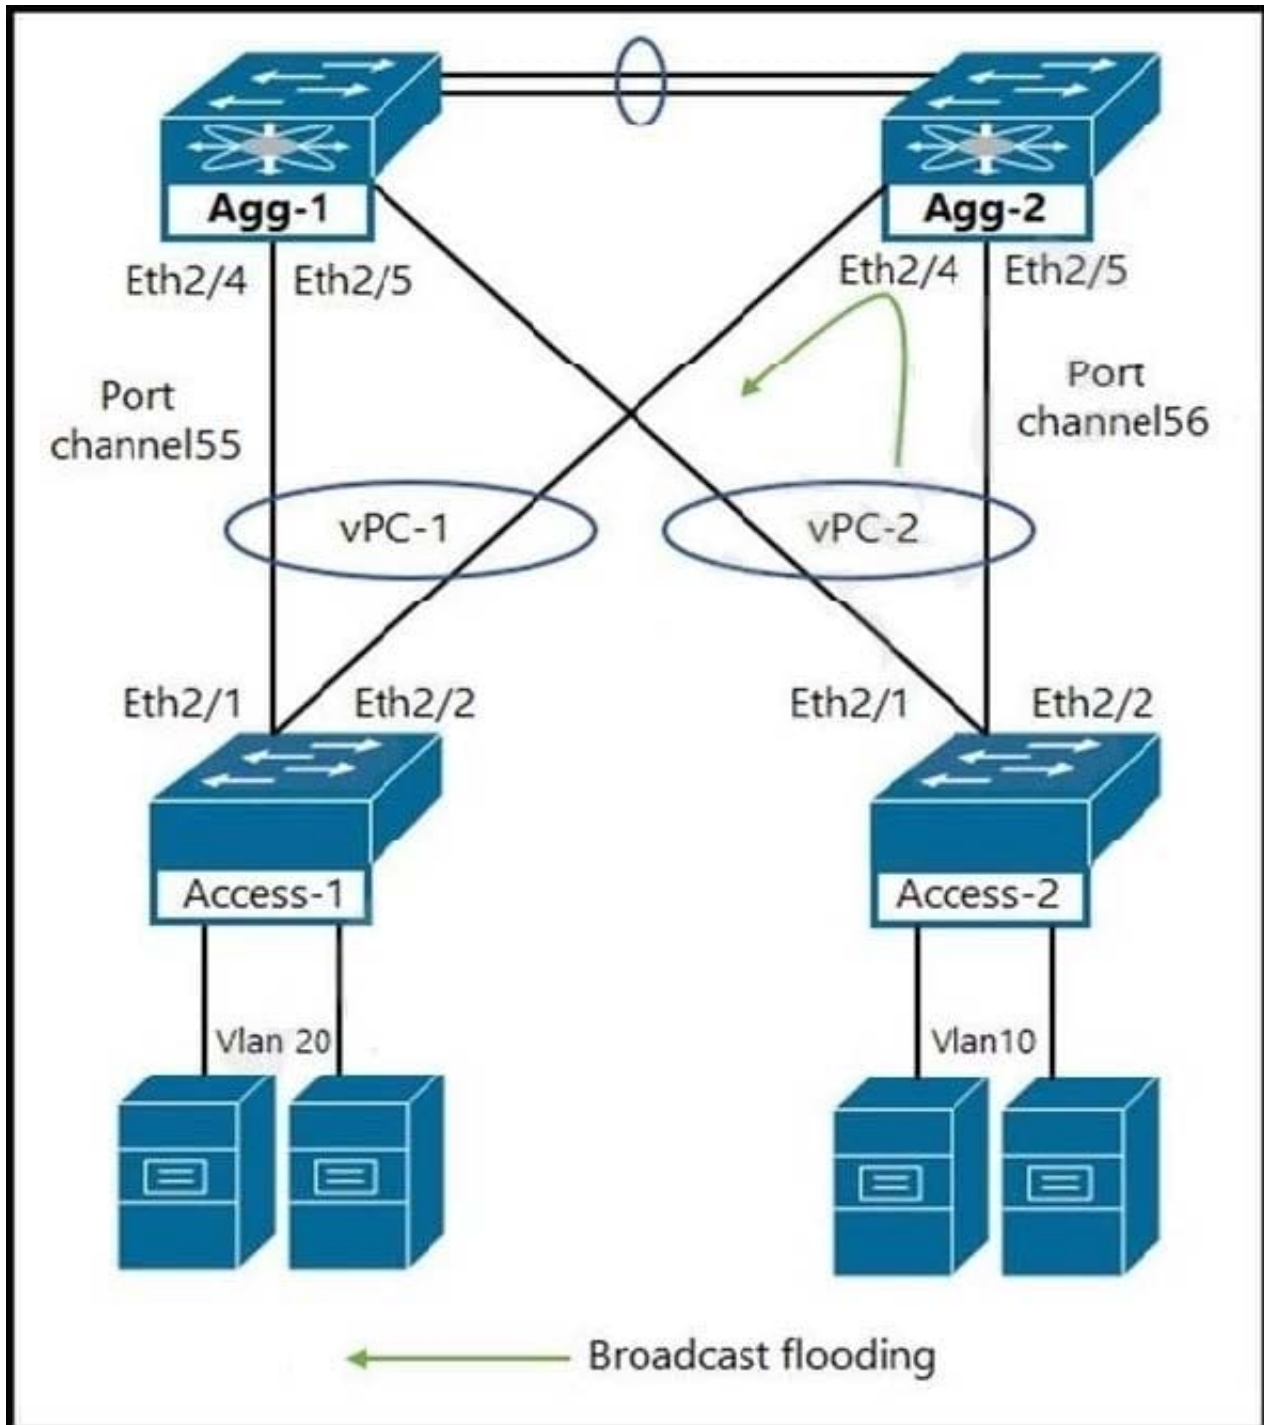 Agg-1
Agg-2
Eth2/4
Eth2/5
Eth2/4
Eth2/5
Port
channel55
Port
channel56
vPC-1
vPC-2
Eth2/1
Eth2/2
Eth2/1
Eth2/2
Access-1
Access-2
Vlan 20
Vlan10
Broadcast flooding